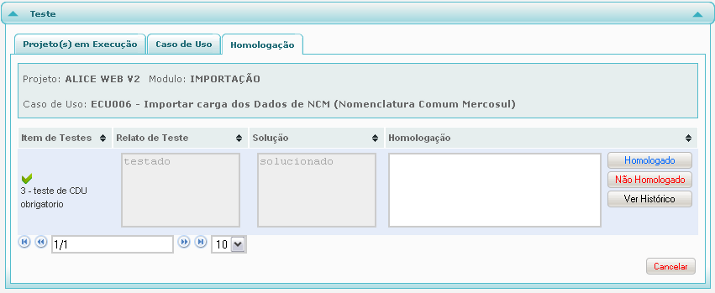 Teste
Projeto(s) em Execução Caso de Uso Homologação
Projeto: ALICE WEB V2 Modulo: IMPORTAÇÃO
Caso de Uso: ECU006 - Importar carga dos Dados de NCM (Nomenclatura Comum Mercosul)
Item de Testes Relato de Teste Solução Homologação
testado solucionado Homologado
3 - teste de CDU Não Homologado
obrigatorio Ver Histórico
1/1 10
Cancelar